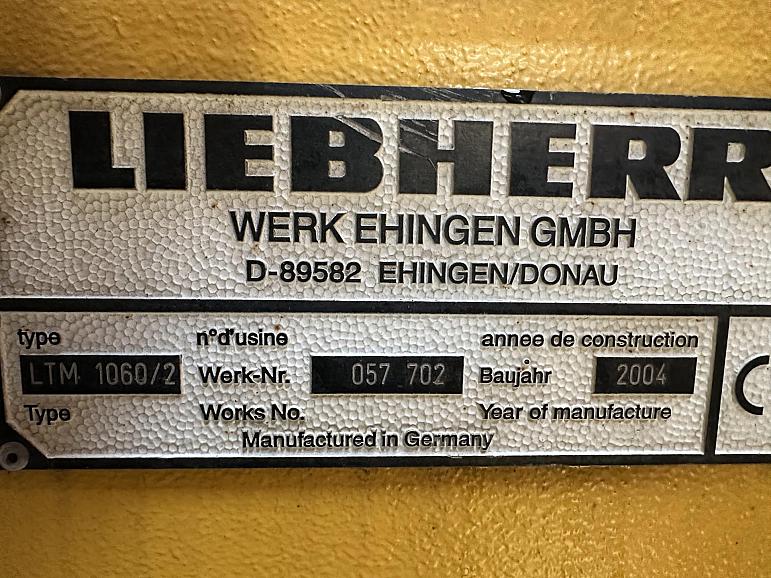 LIEBHERR
WERK EHINGEN GMBH
D-89582 EHINGEN/DONAU
type n°d'usine annee de construction
LTM 1060/2 Werk-Nr. 057 702 Baujahr 2004
Type Works No. Year of manufacture
Manufactured in Germany